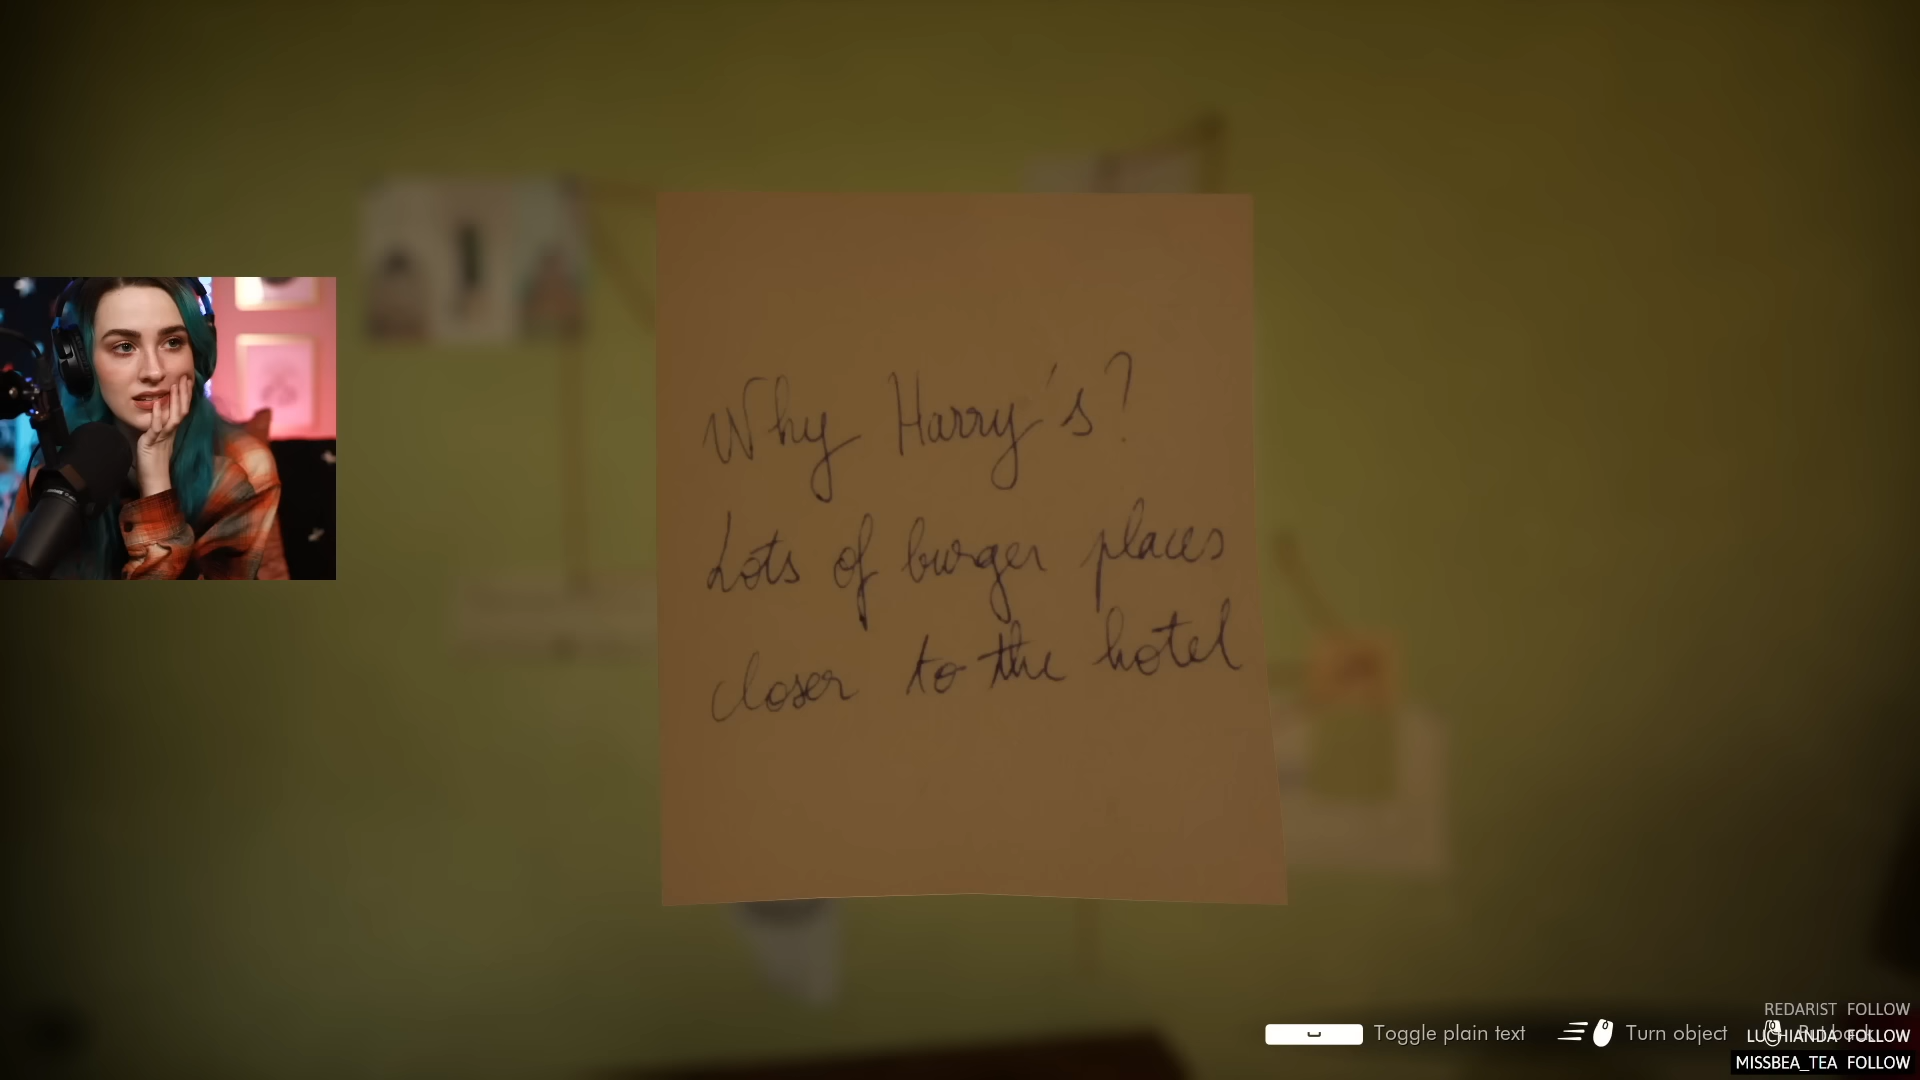 Why Harry's?
Lots of burger places
closer to the hotel
Toggle plain text
Turn object
REDARIST FOLLOW
LUCHIANDA FOLLOW
MISSBEA_TEA FOLLOW